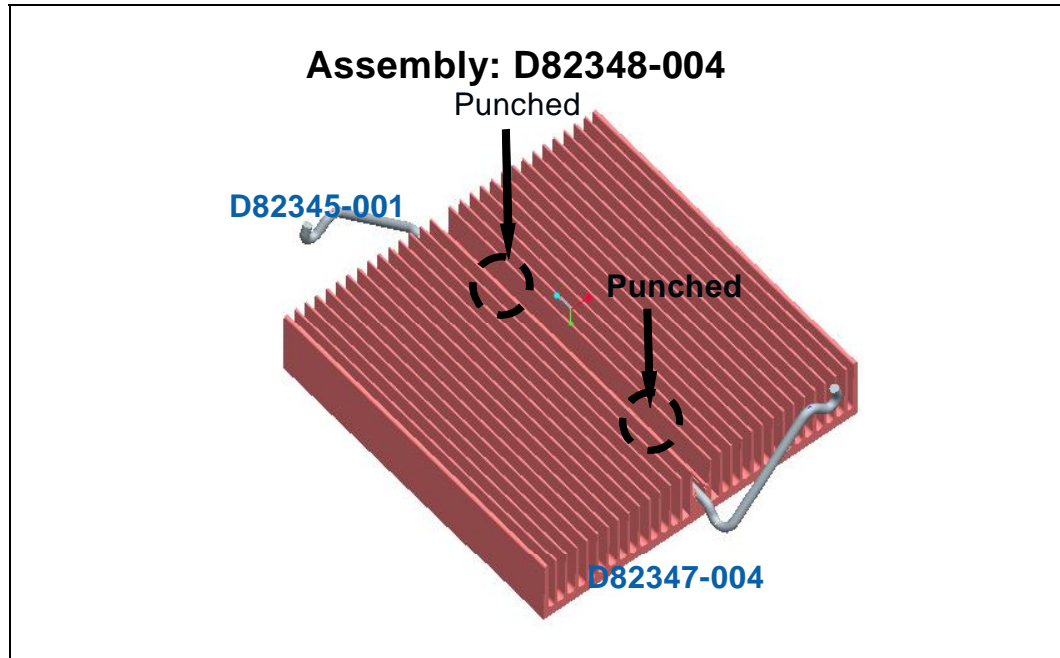 Assembly: D82348-004
Punched
D82345-001
Punched
D82347-004